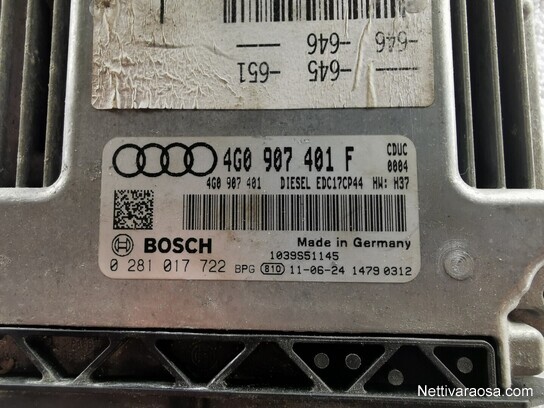 -646 -646 —
-651 -645 —
4G0 907 401 F CDUC 0004
4G0 907 401 DIESEL EDC17CP44 HW: H37
BOSCH Made in Germany
1039S51145
0 281 017 722 BPG 810 11-06-24 1479 0312
Nettivaraosa.com